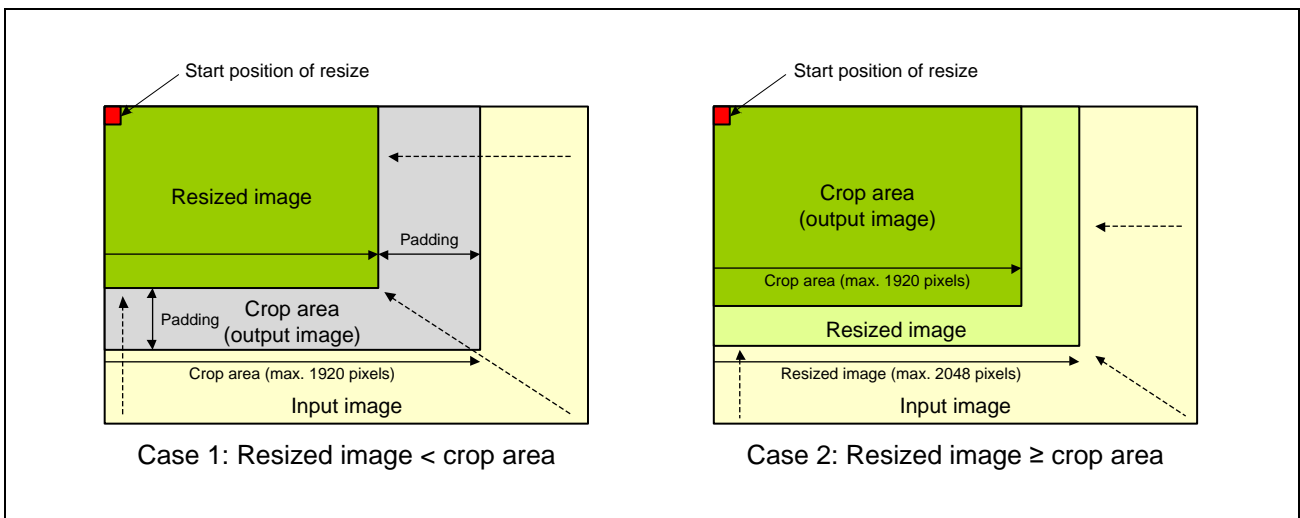 Start position of resize
Resized image
Padding
Padding
Crop area
(output image)
Crop area (max. 1920 pixels)
Input image
Case 1: Resized image < crop area
Start position of resize
Crop area
(output image)
Crop area (max. 1920 pixels)
Resized image
Resized image (max. 2048 pixels)
Input image
Case 2: Resized image ≥ crop area